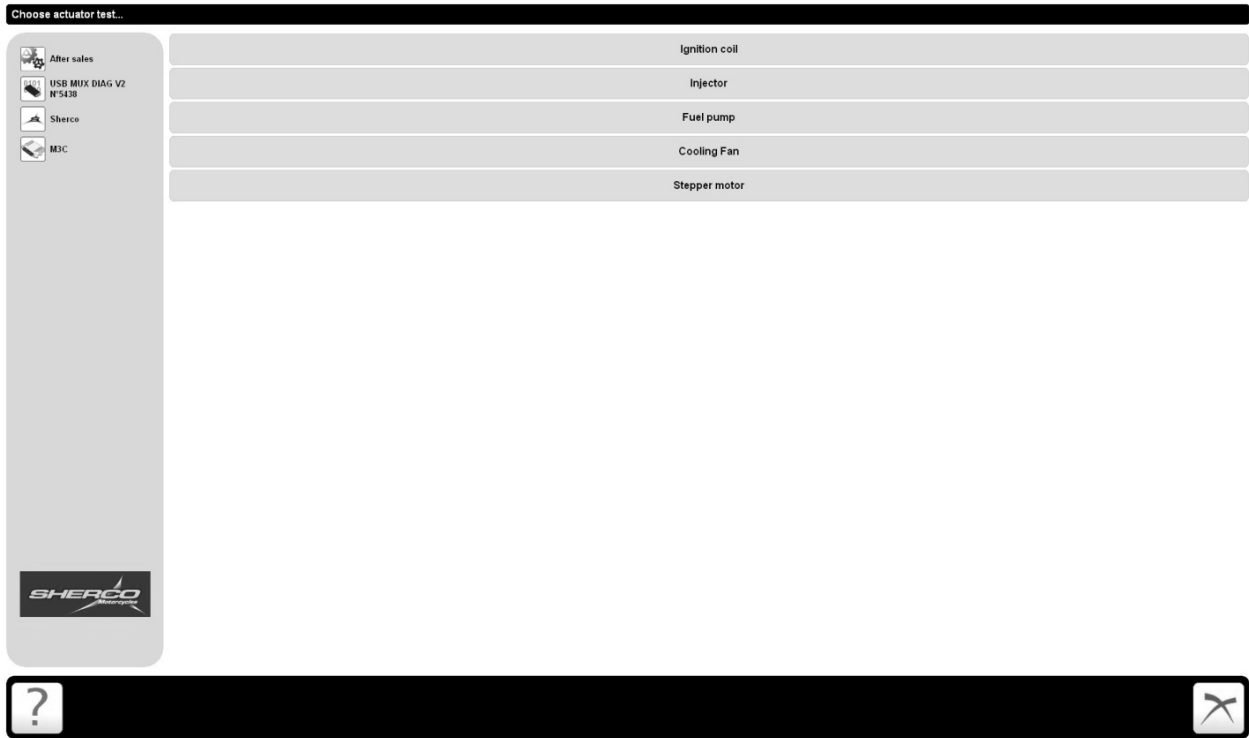 Choose actuator test...
After sales
USB MUX DIAG V2
N°5438
Sherco
M3C
Ignition coil
Injector
Fuel pump
Cooling Fan
Stepper motor
SHERCO
Motorcycles
?